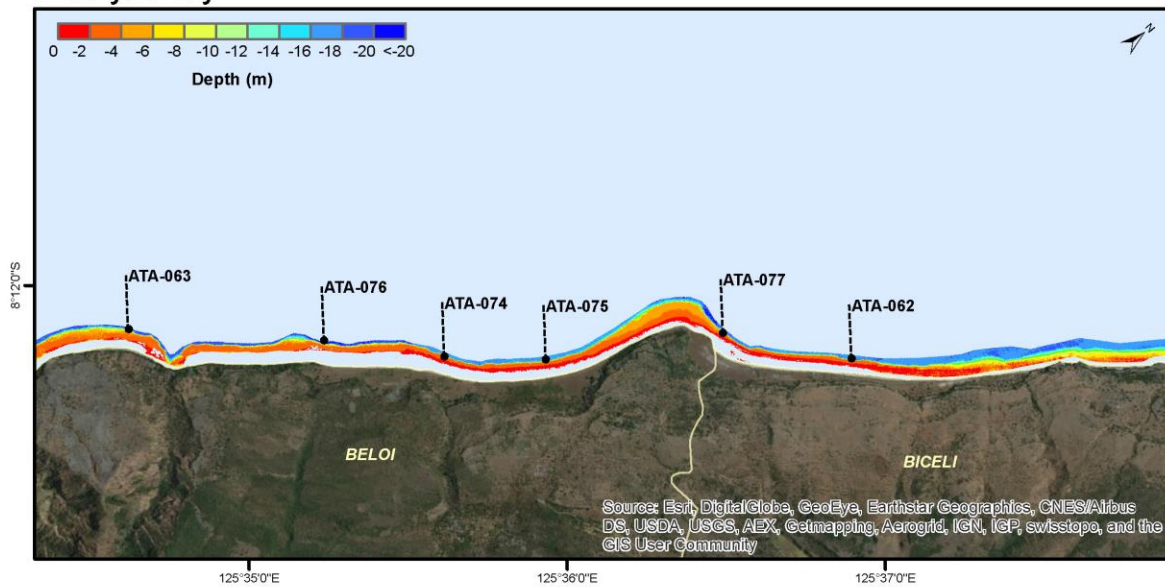 N
0 -2 -4 -6 -8 -10 -12 -14 -16 -18 -20 <-20
Depth (m)
ATA-063
ATA-076
ATA-074
ATA-075
ATA-077
ATA-062
8°12'0"S
BELOI
BICELI
Source: Esri, DigitalGlobe, GeoEye, Earthstar Geographics, CNES/Airbus
DS, USDA, USGS, AEX, Getmapping, Aerogrid, IGN, IGP, swisstopo, and the
GIS User Community
125°35'0"E
125°36'0"E
125°37'0"E